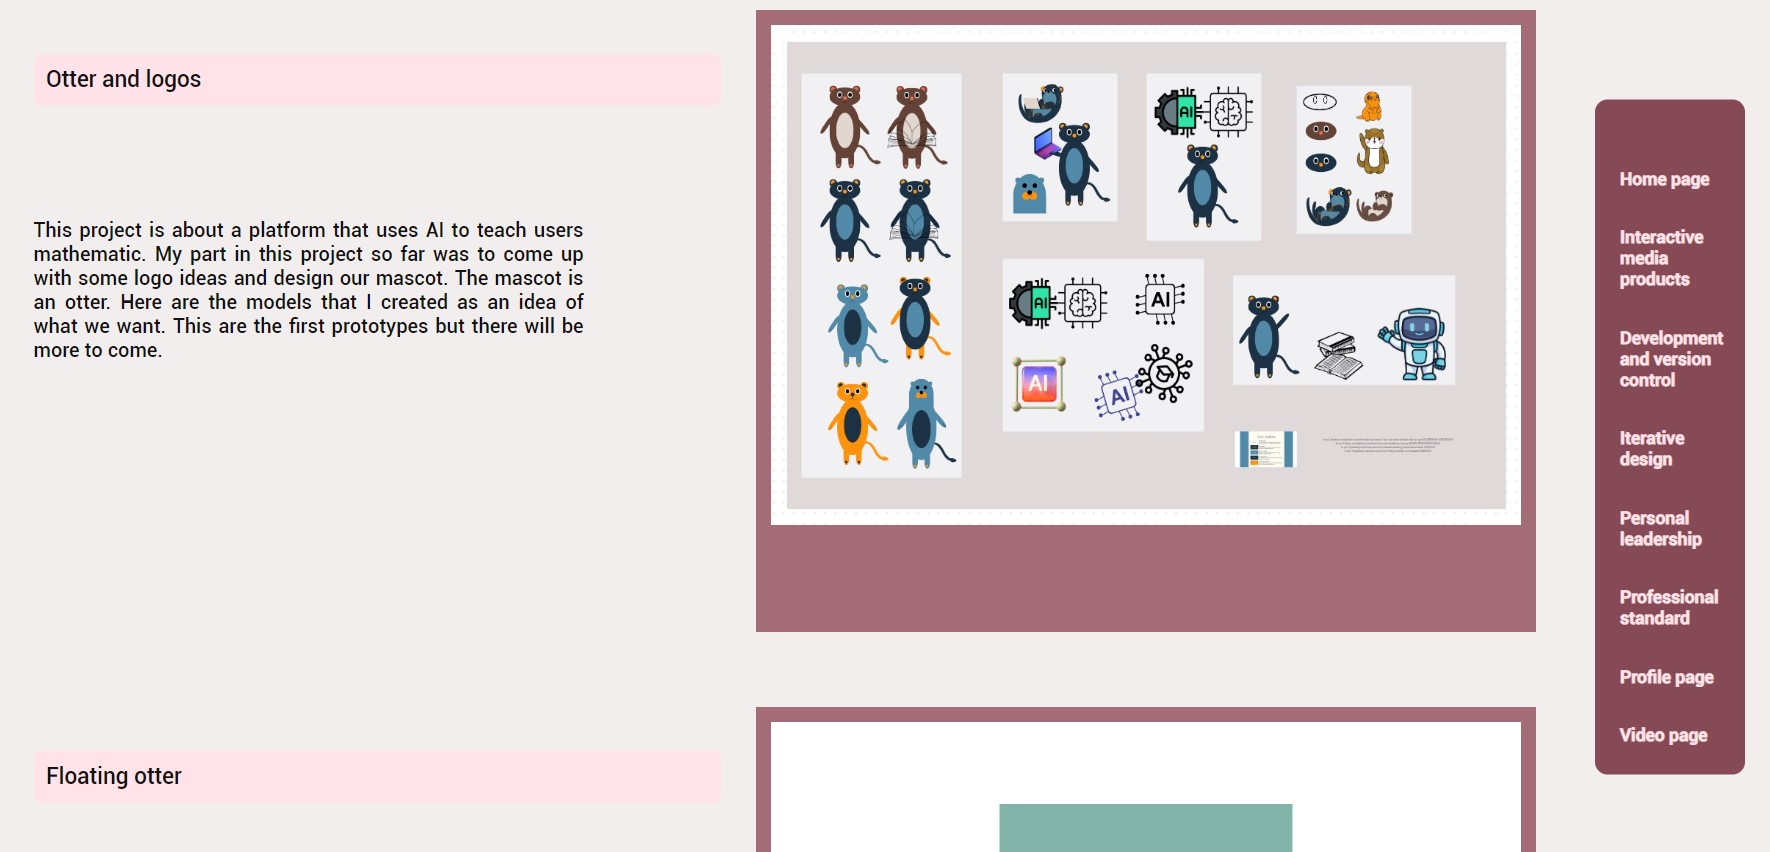 Otter and logos
This project is about a platform that uses AI to teach users
mathematic. My part in this project so far was to come up
with some logo ideas and design our mascot. The mascot is
an otter. Here are the models that I created as an idea of
what we want. This are the first prototypes but there will be
more to come.
AI
AI
AI
AI
AI
Home page
Interactive
media
products
Development
and version
control
Iterative
design
Personal
leadership
Professional
standard
Profile page
Video page
Floating otter